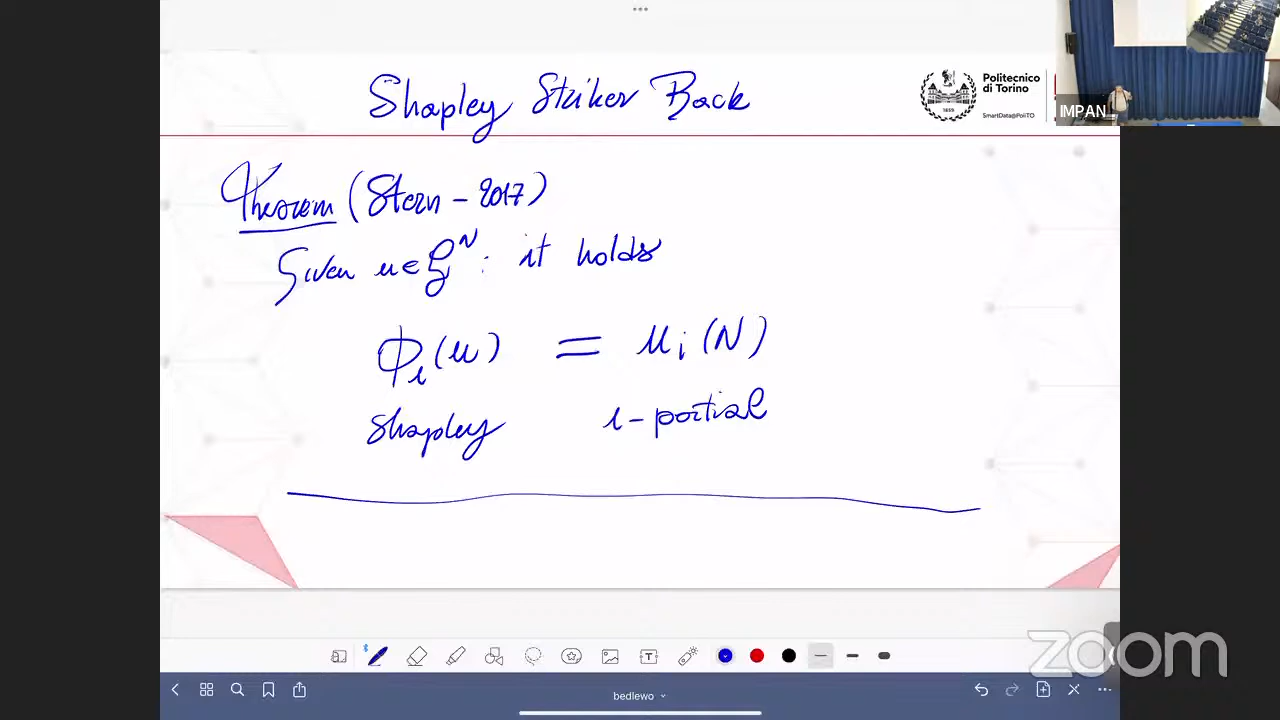 Shapley Strikes Back
Politecnico
di Torino
1859
SmartData@PoliTO
IMPAN
Theorem (Stern - 2017)
Given u ∈ G^N : it holds
Φ_i(u) = u_i(N)
Shapley i-partial
zoom
T
bedlewo